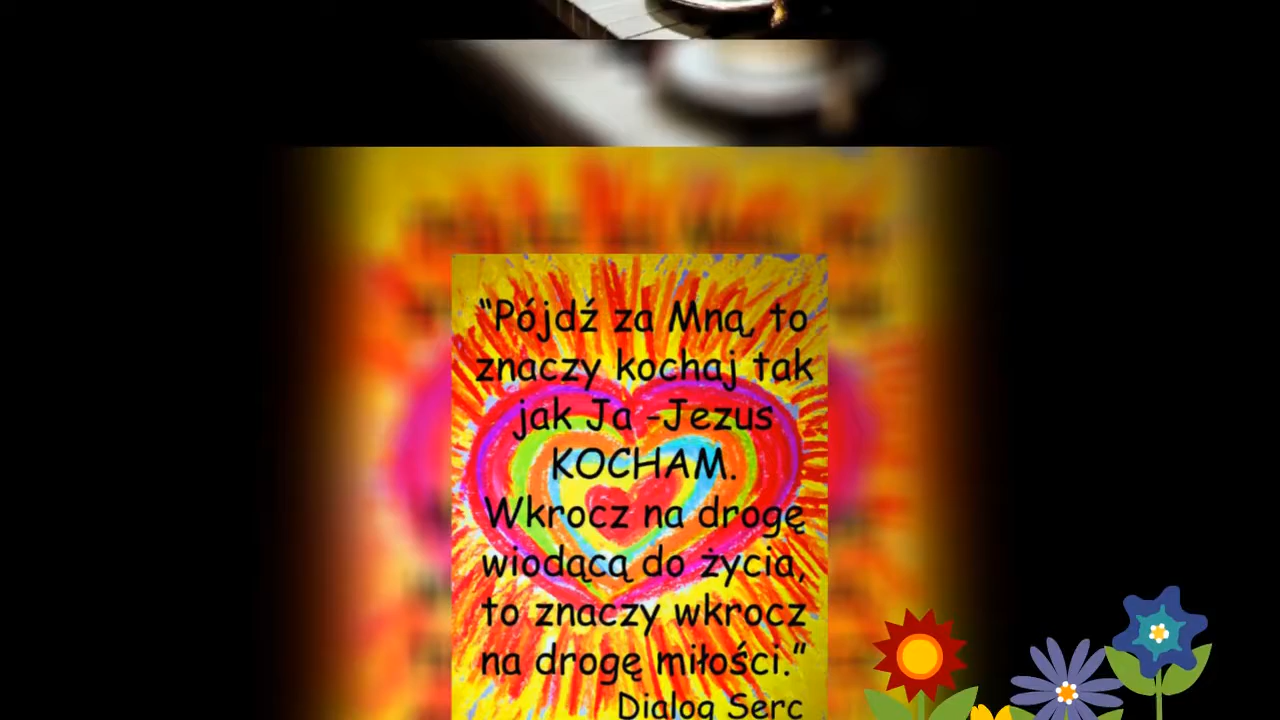 “Pójdź za Mną, to
znaczy kochaj tak
jak Ja -Jezus
KOCHAM.
Wkrocz na drogę
wiodącą do życia,
to znaczy wkrocz
na drogę miłości.”
Dialog Serc